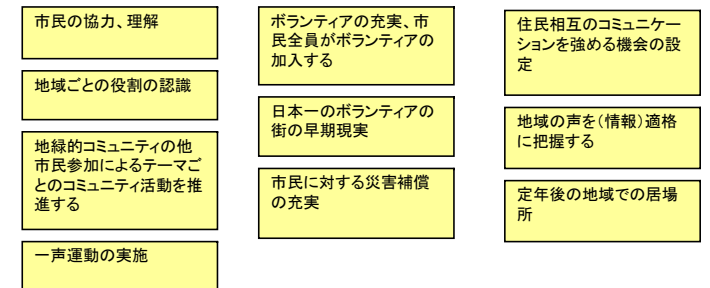 市民の協力、理解
地域ごとの役割の認識
地緑的コミュニティの他
市民参加によるテーマご
とのコミュニティ活動を推
進する
一声運動の実施
ボランティアの充実、市
民全員がボランティアの
加入する
日本一のボランティアの
街の早期現実
市民に対する災害補償
の充実
住民相互のコミュニケー
ションを強める機会の設
定
地域の声を（情報）適格
に把握する
定年後の地域での居場
所